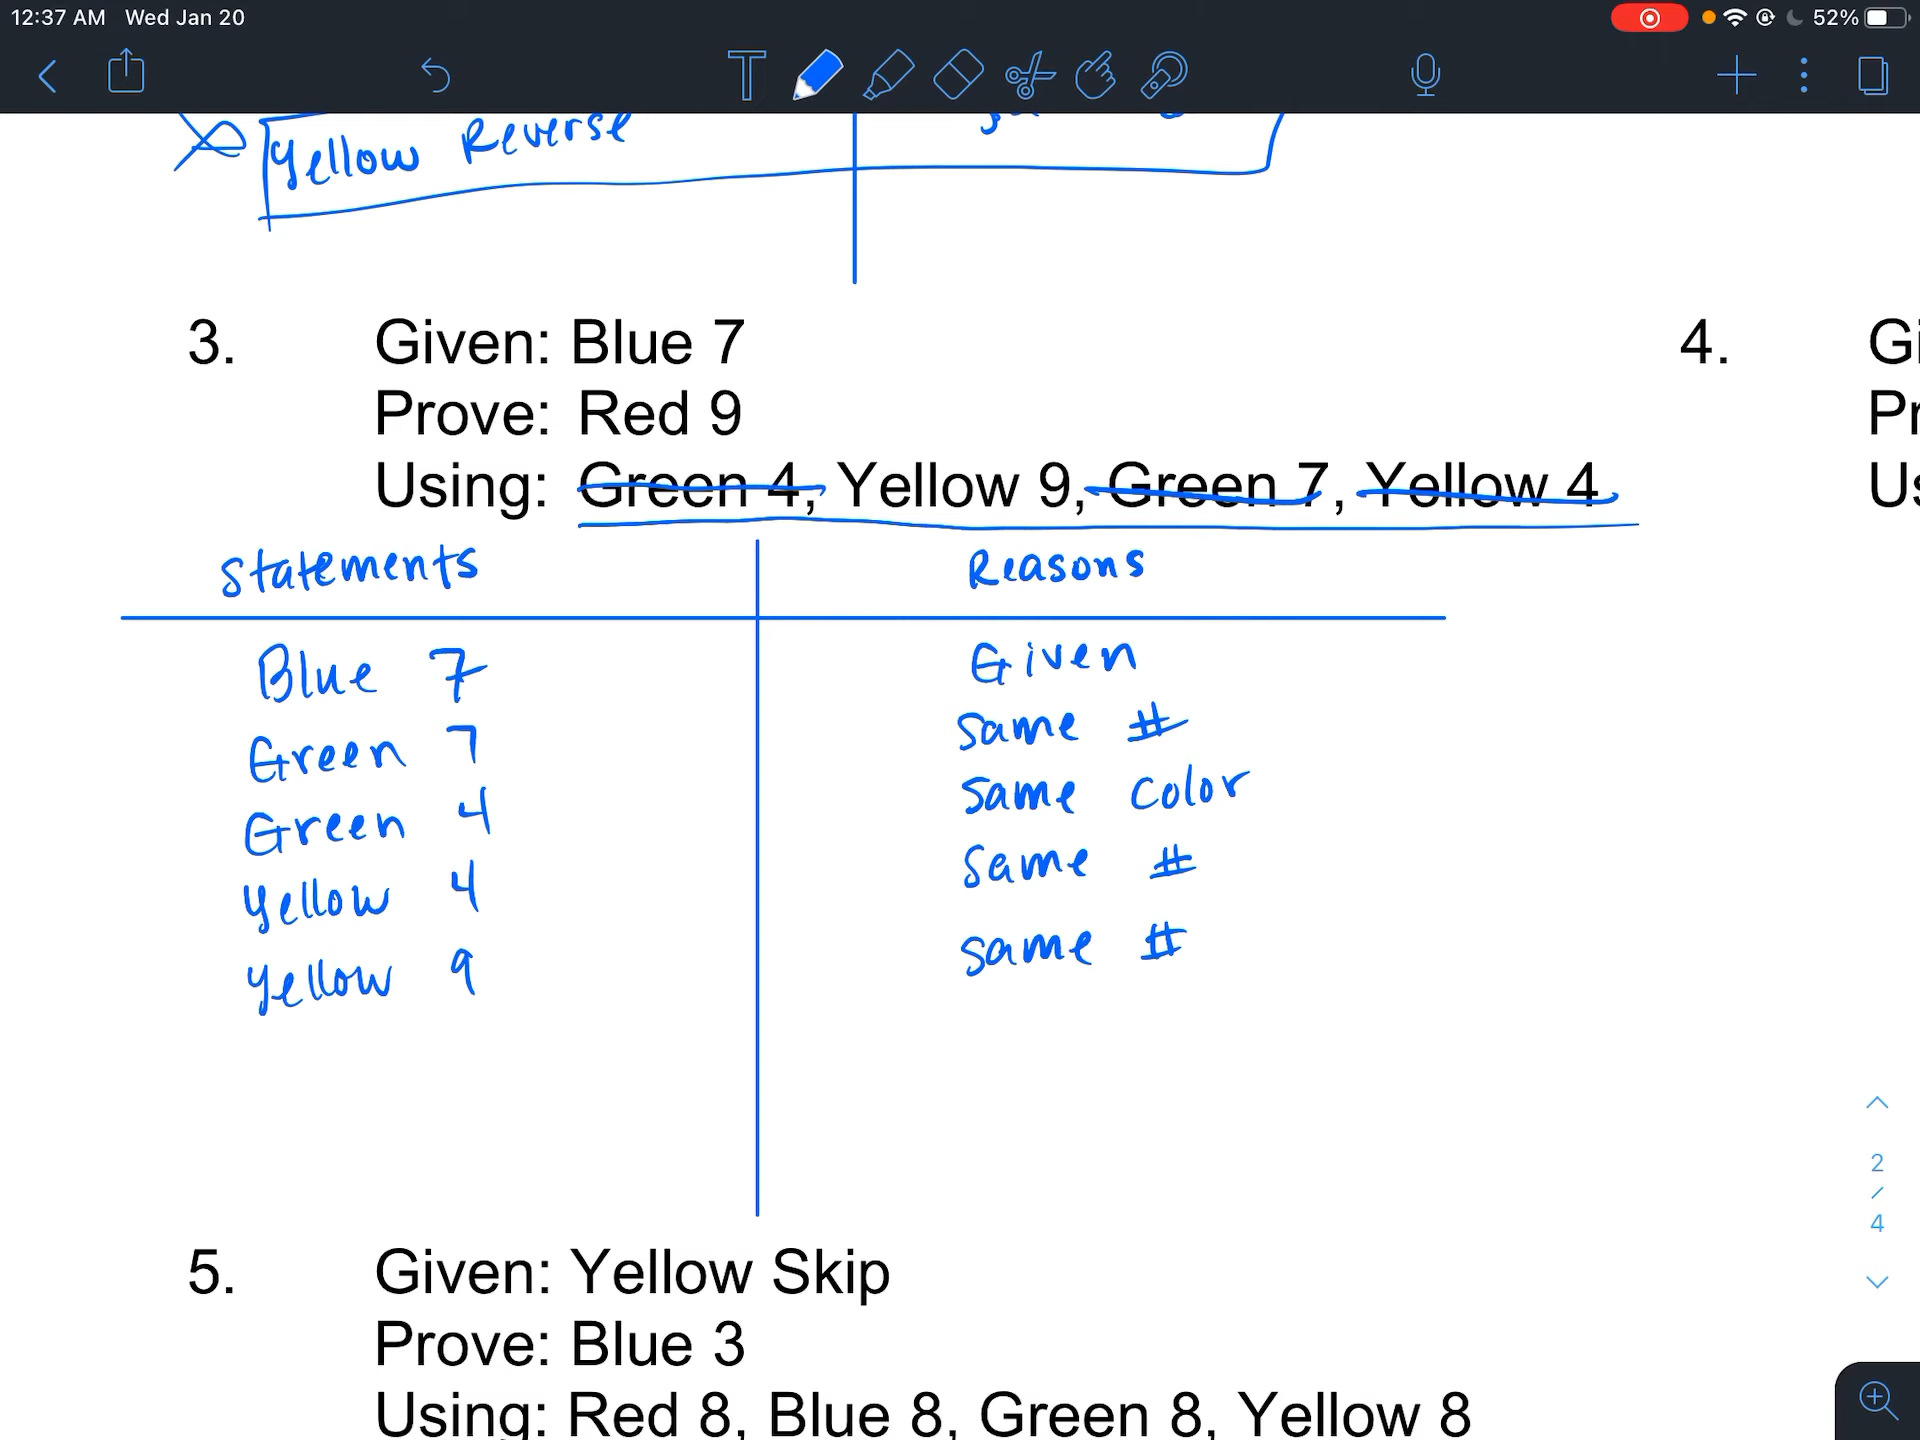 12:37 AM Wed Jan 20
52%
Yellow Reverse
3. Given: Blue 7
Prove: Red 9
Using: Green 4, Yellow 9, Green 7, Yellow 4
4. Gi
Pr
Us
Statements Reasons
Blue 7 Given
Green 7 Same #
Green 4 Same Color
Yellow 4 Same #
Yellow 9 Same #
2
/
4
5. Given: Yellow Skip
Prove: Blue 3
Using: Red 8, Blue 8, Green 8, Yellow 8